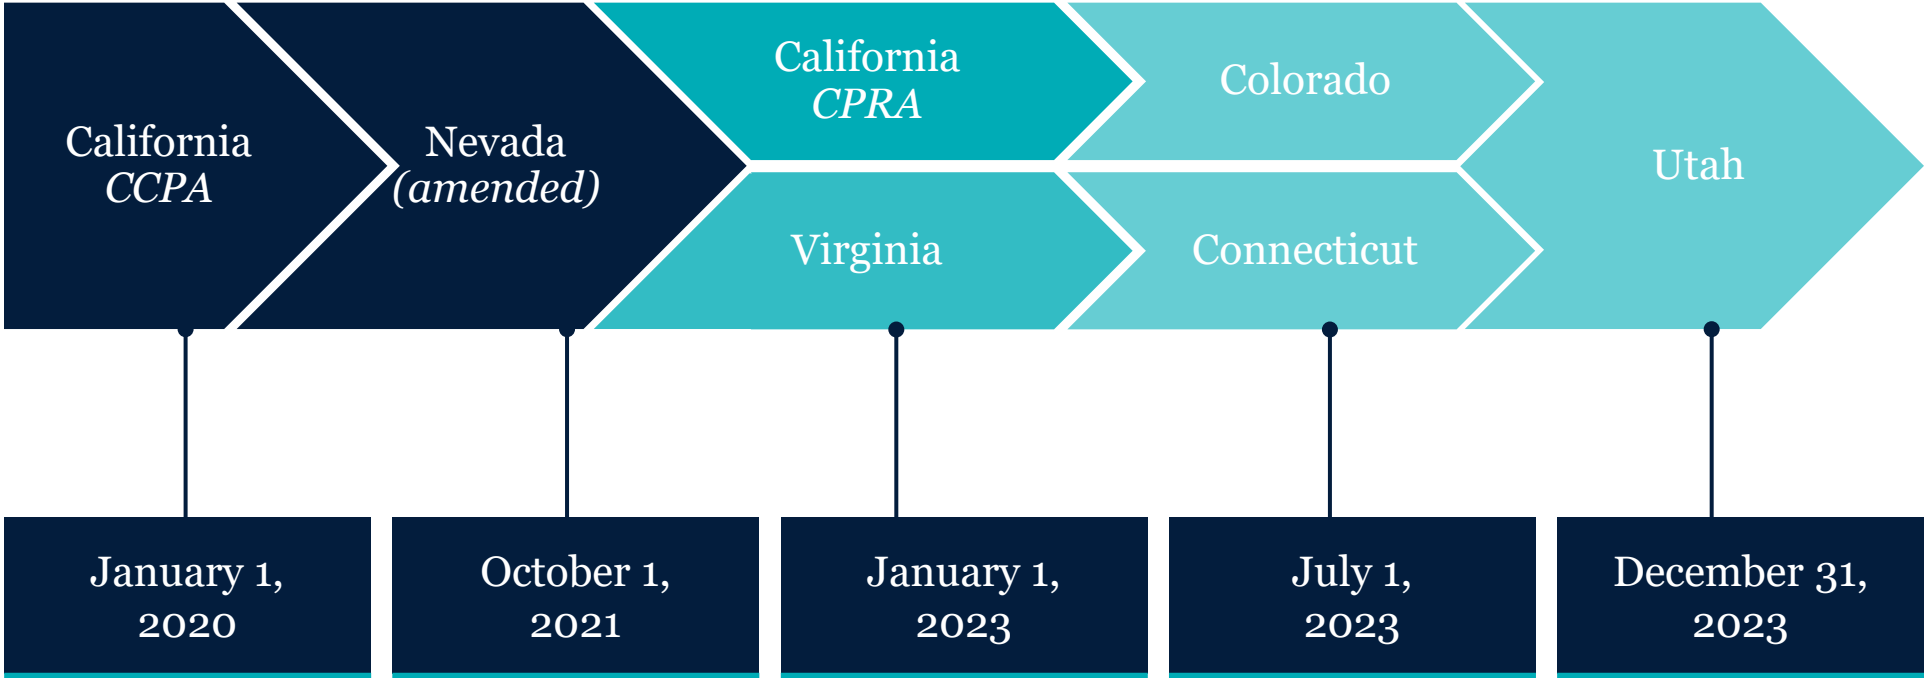 California
CCPA
Nevada
(amended)
California
CPRA
Virginia
Colorado
Connecticut
Utah
January 1,
2020
October 1,
2021
January 1,
2023
July 1,
2023
December 31,
2023